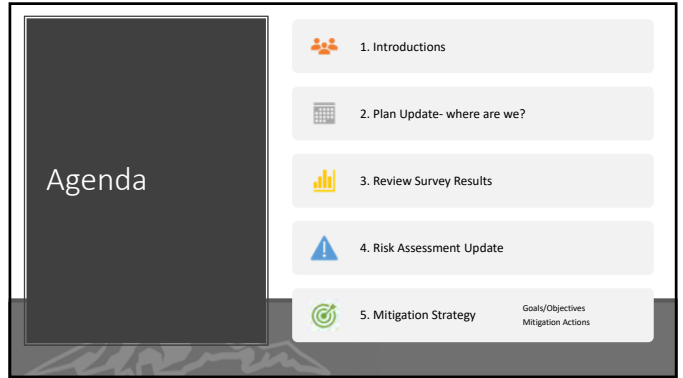 Agenda
1. Introductions
2. Plan Update- where are we?
3. Review Survey Results
4. Risk Assessment Update
5. Mitigation Strategy
Goals/Objectives
Mitigation Actions